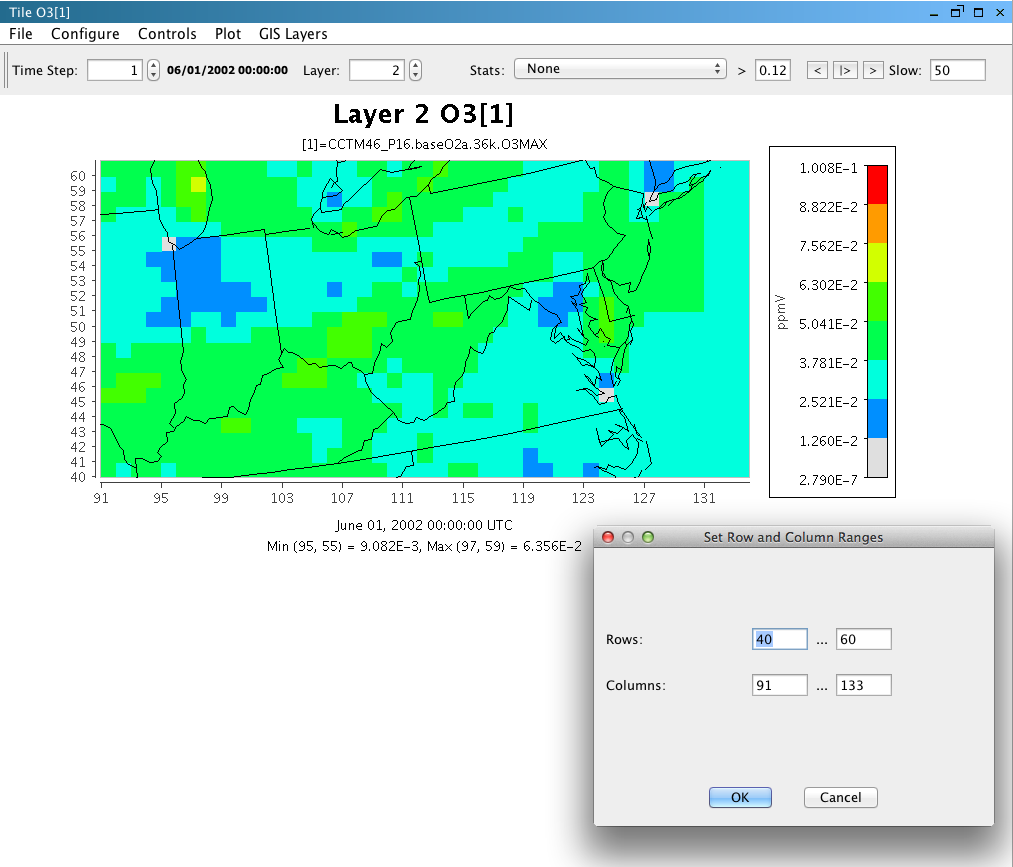 Tile O3[1]
File Configure Controls Plot GIS Layers
Time Step: 1 06/01/2002 00:00:00 Layer: 2 Stats: None > 0.12 < |> > Slow: 50
Layer 2 O3[1]
[1]=CCTM46_P16.baseO2a.36k.O3MAX
60
59
58
57
56
55
54
53
52
51
50
49
48
47
46
45
44
43
42
41
40
91 95 99 103 107 111 115 119 123 127 131
June 01, 2002 00:00:00 UTC
Min (95, 55) = 9.082E-3, Max (97, 59) = 6.356E-2
1.008E-1
8.822E-2
7.562E-2
6.302E-2
5.041E-2
3.781E-2
2.521E-2
1.260E-2
2.790E-7
ppmV
Set Row and Column Ranges
Rows: 40 ... 60
Columns: 91 ... 133
OK Cancel